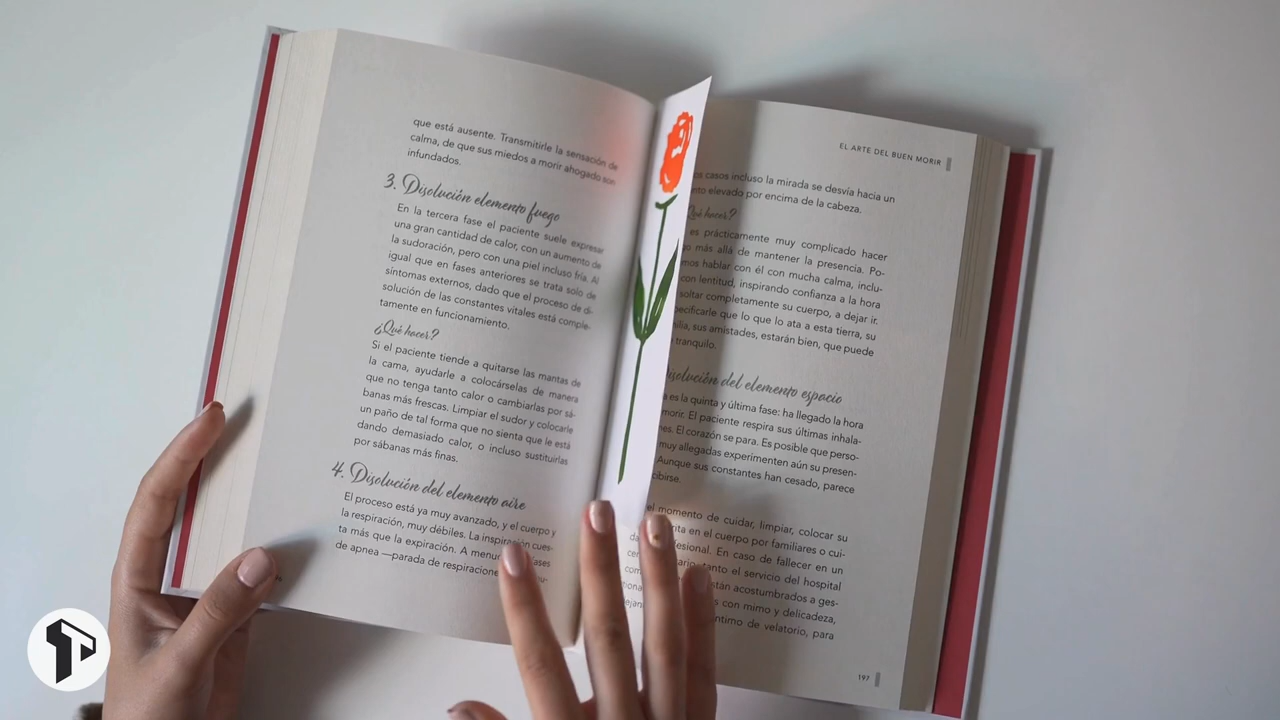 que está ausente. Transmitirle la sensación de
calma, de que sus miedos a morir ahogado son
infundados.
3. Disolución elemento fuego
En la tercera fase el paciente suele expresar
una gran cantidad de calor, con un aumento de
la sudoración, pero con una piel incluso fría. Al
igual que en fases anteriores se trata solo de
síntomas externos, dado que el proceso de di-
solución de las constantes vitales está comple-
tamente en funcionamiento.
¿Qué hacer?
Si el paciente tiende a quitarse las mantas de
la cama, ayudarle a colocárselas de manera
que no tenga tanto calor o cambiarlas por sá-
banas más frescas. Limpiar el sudor y colocarle
un paño de tal forma que no sienta que le está
dando demasiado calor, o incluso sustituirlas
por sábanas más finas.
4. Disolución del elemento aire
El proceso está ya muy avanzado, y el cuerpo y
la respiración, muy débiles. La inspiración cues-
ta más que la expiración. A menu fases
de apnea —parada de respiracione
EL ARTE DEL BUEN MORIR
os casos incluso la mirada se desvía hacia un
nto elevado por encima de la cabeza.
Qué hacer?
es prácticamente muy complicado hacer
o más allá de mantener la presencia. Po-
mos hablar con él con mucha calma, inclu-
con lentitud, inspirando confianza a la hora
soltar completamente su cuerpo, a dejar ir.
pecificarle que lo que lo ata a esta tierra, su
milia, sus amistades, estarán bien, que puede
tranquilo.
isolución del elemento espacio
a es la quinta y última fase: ha llegado la hora
morir. El paciente respira sus últimas inhala-
nes. El corazón se para. Es posible que perso-
muy allegadas experimenten aún su presen-
Aunque sus constantes han cesado, parece
cibirse.
el momento de cuidar, limpiar, colocar su
rita en el cuerpo por familiares o cui-
da fesional. En caso de fallecer en un
cen ario, tanto el servicio del hospital
com están acostumbrados a ges-
tiona s con mimo y delicadeza,
dejan ntimo de velatorio, para
197